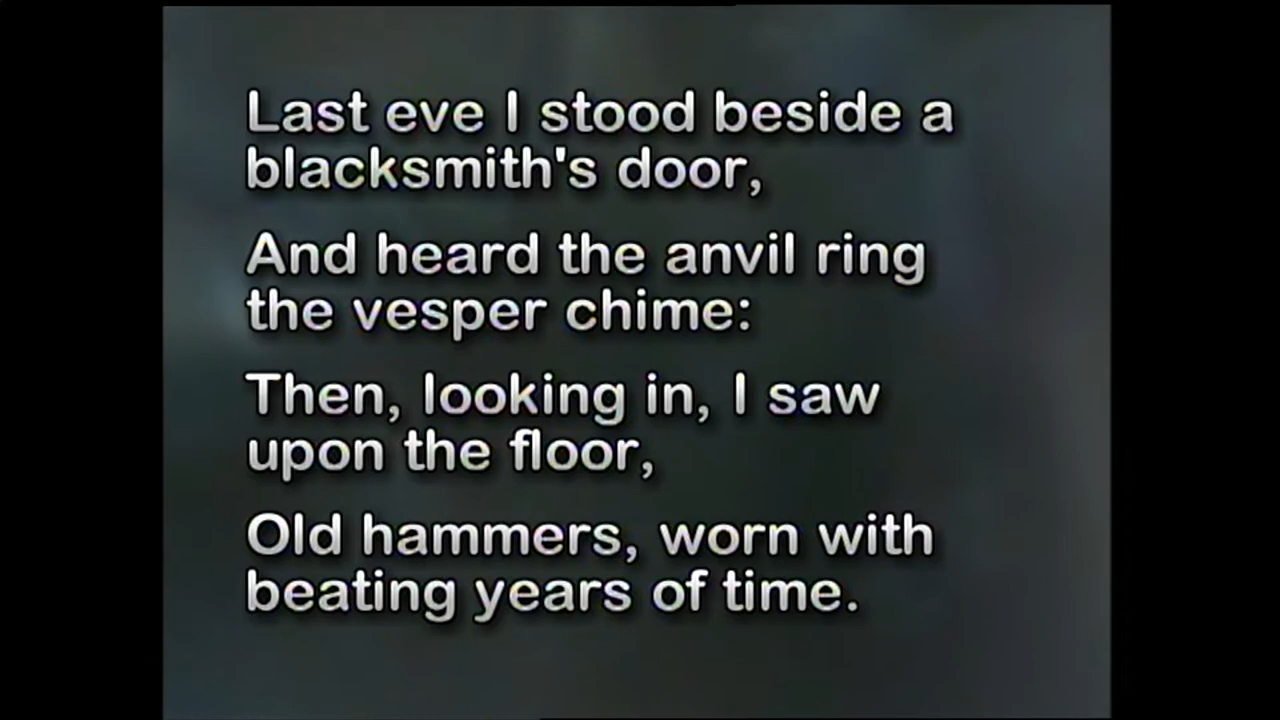 Last eve I stood beside a
blacksmith's door,
And heard the anvil ring
the vesper chime:
Then, looking in, I saw
upon the floor,
Old hammers, worn with
beating years of time.